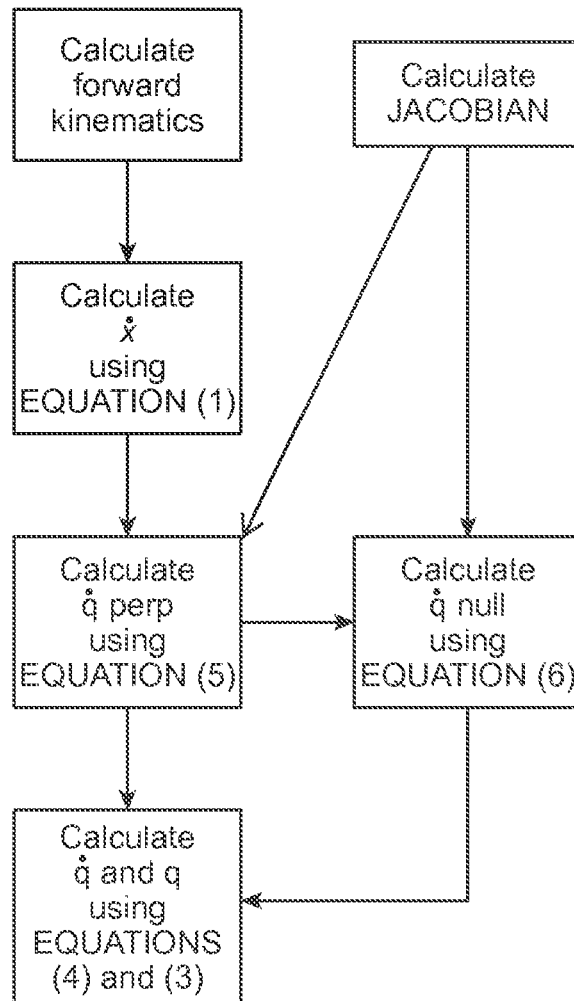 Calculate
forward
kinematics
Calculate
JACOBIAN
Calculate
ẋ
using
EQUATION (1)
Calculate
q̇ perp
using
EQUATION (5)
Calculate
q̇ null
using
EQUATION (6)
Calculate
q̇ and q
using
EQUATIONS
(4) and (3)